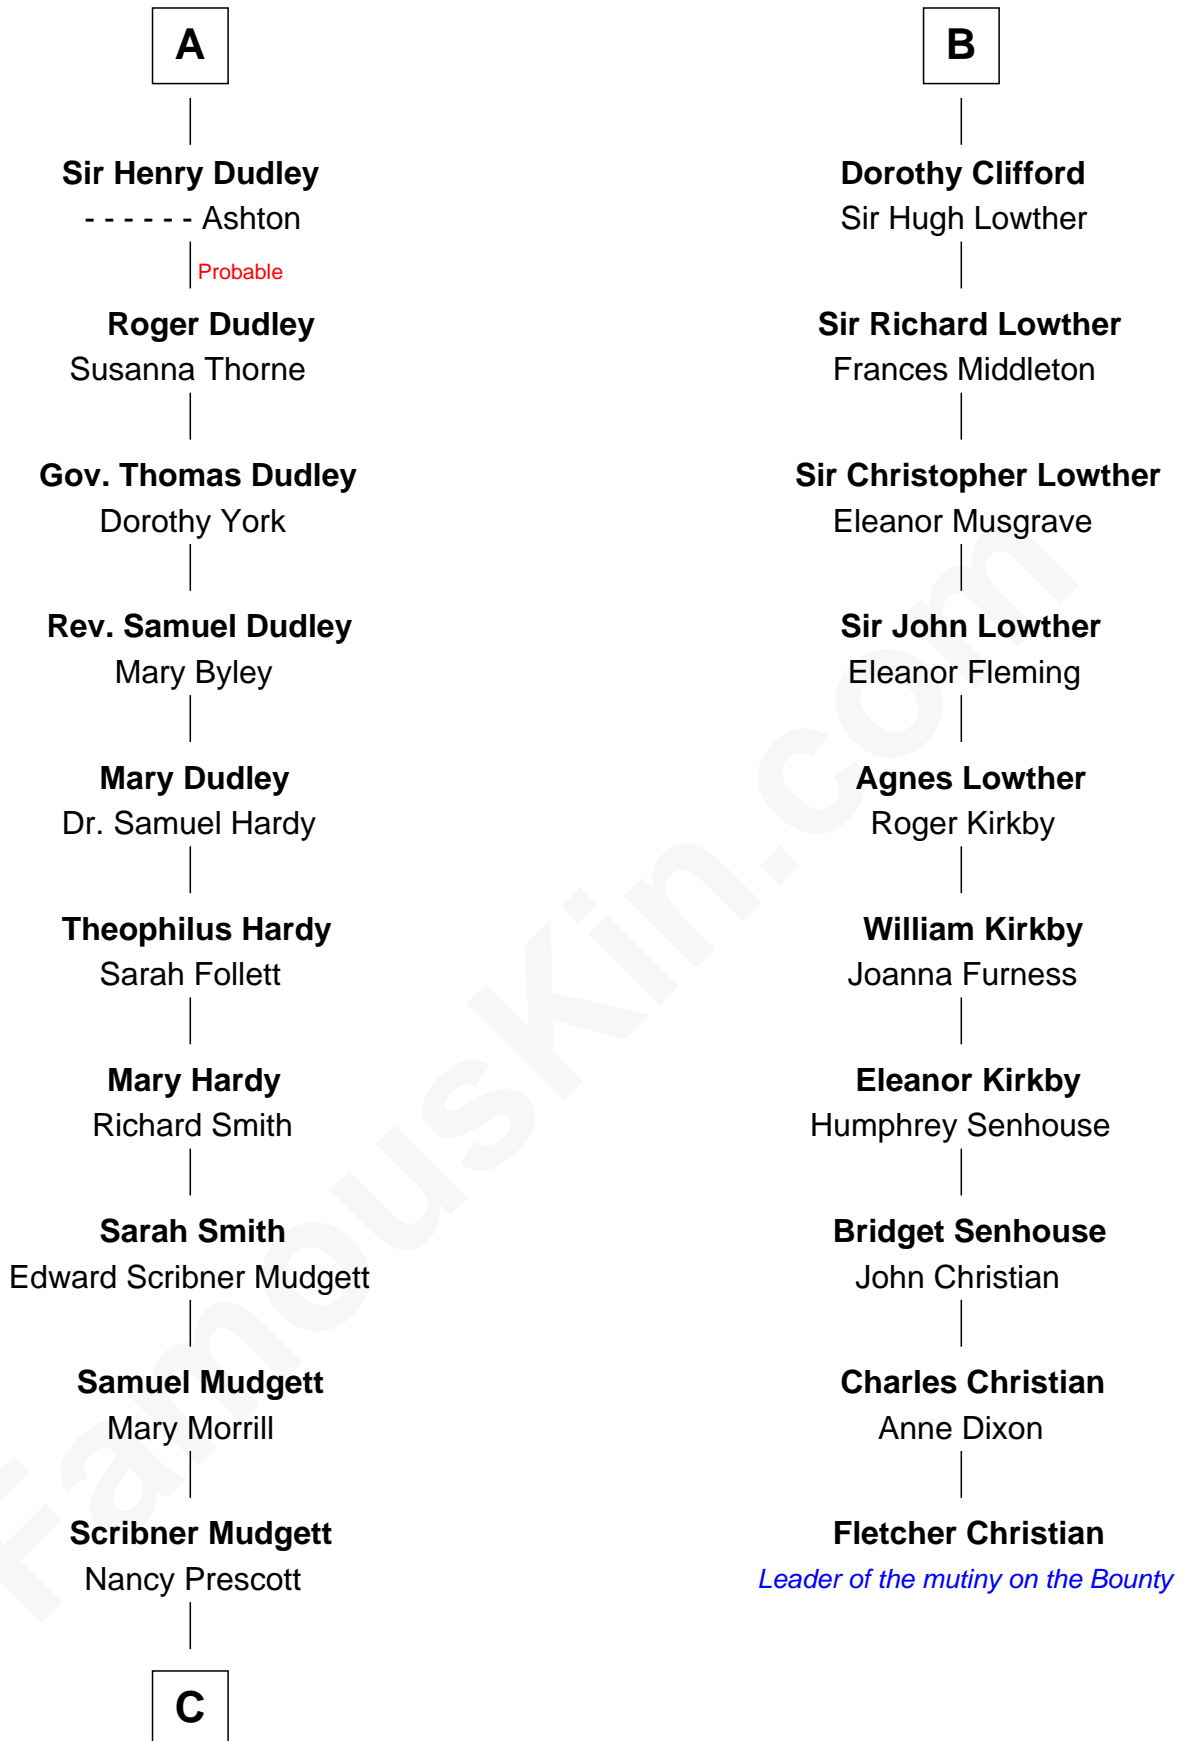 A
Sir Henry Dudley
- - - - - - Ashton
Probable
Roger Dudley
Susanna Thorne
Gov. Thomas Dudley
Dorothy York
Rev. Samuel Dudley
Mary Byley
Mary Dudley
Dr. Samuel Hardy
Theophilus Hardy
Sarah Follett
Mary Hardy
Richard Smith
Sarah Smith
Edward Scribner Mudgett
Samuel Mudgett
Mary Morrill
Scribner Mudgett
Nancy Prescott
C
B
Dorothy Clifford
Sir Hugh Lowther
Sir Richard Lowther
Frances Middleton
Sir Christopher Lowther
Eleanor Musgrave
Sir John Lowther
Eleanor Fleming
Agnes Lowther
Roger Kirkby
William Kirkby
Joanna Furness
Eleanor Kirkby
Humphrey Senhouse
Bridget Senhouse
John Christian
Charles Christian
Anne Dixon
Fletcher Christian
Leader of the mutiny on the Bounty
FamousKin.com